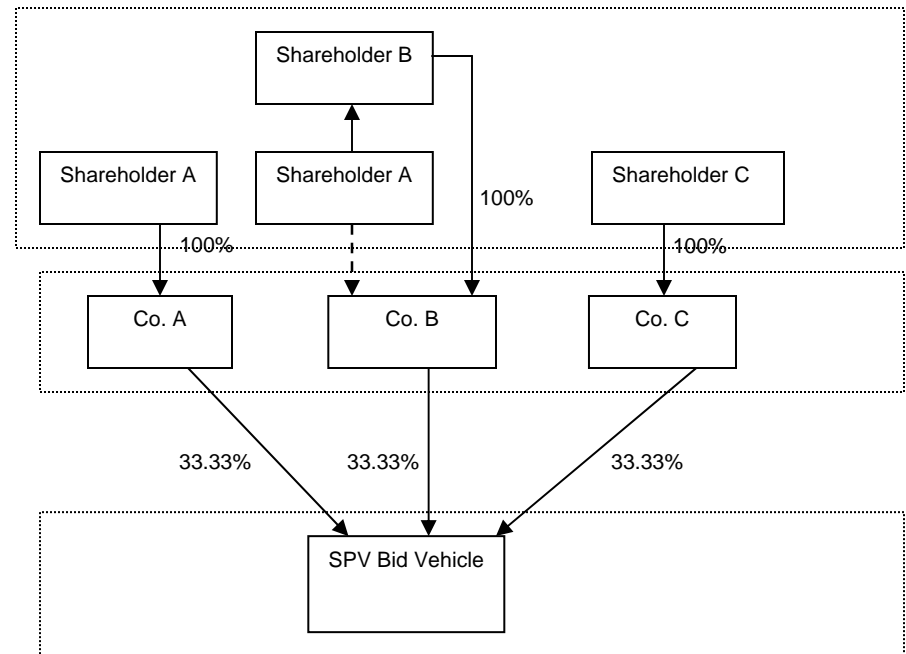 Shareholder B
Shareholder A
Shareholder A
Shareholder C
100%
100%
100%
Co. A
Co. B
Co. C
33.33%
33.33%
33.33%
SPV Bid Vehicle